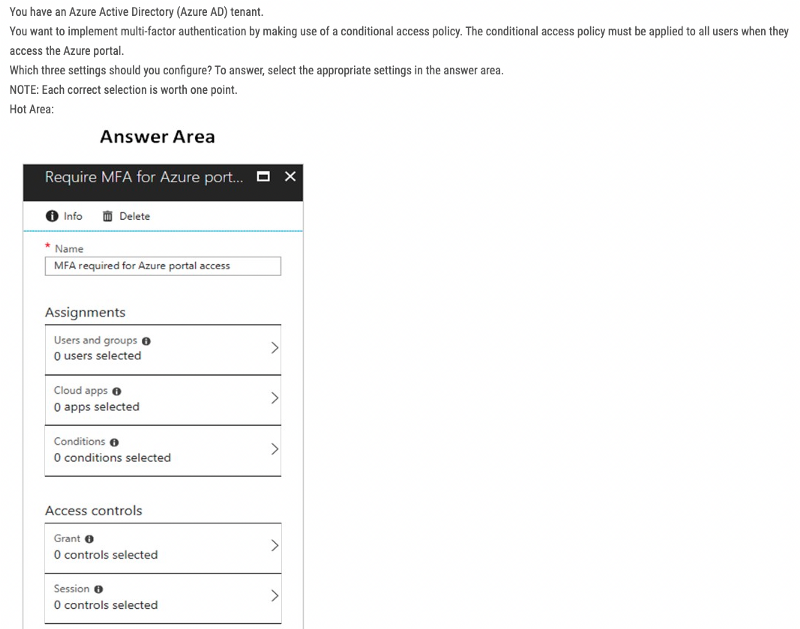 You have an Azure Active Directory (Azure AD) tenant.
You want to implement multi-factor authentication by making use of a conditional access policy. The conditional access policy must be applied to all users when they
access the Azure portal.
Which three settings should you configure? To answer, select the appropriate settings in the answer area.
NOTE: Each correct selection is worth one point.
Hot Area:
Answer Area
Require MFA for Azure port...
Info Delete
* Name
MFA required for Azure portal access
Assignments
Users and groups
0 users selected
Cloud apps
0 apps selected
Conditions
0 conditions selected
Access controls
Grant
0 controls selected
Session
0 controls selected